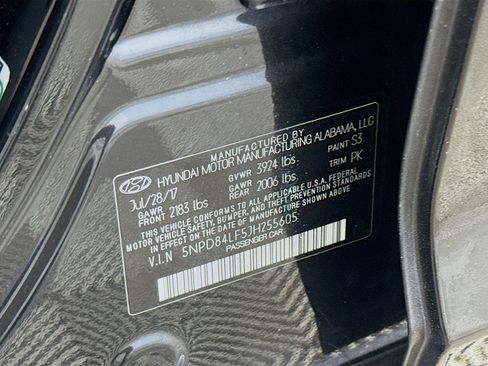 MANUFACTURED BY
HYUNDAI MOTOR MANUFACTURING ALABAMA, LLC
Jul/28/17 GVWR 3924 lbs PAINT S3
GAWR FRONT 2183 lbs GAWR REAR 2006 lbs TRIM PK
THIS VEHICLE CONFORMS TO ALL APPLICABLE U.S.A. FEDERAL
MOTOR VEHICLE SAFETY, BUMPER, AND THEFT PREVENTION STANDARDS
IN EFFECT ON THE DATE OF MANUFACTURE SHOWN ABOVE.
V.I.N 5NPD84LF5JH255605
PASSENGER CAR